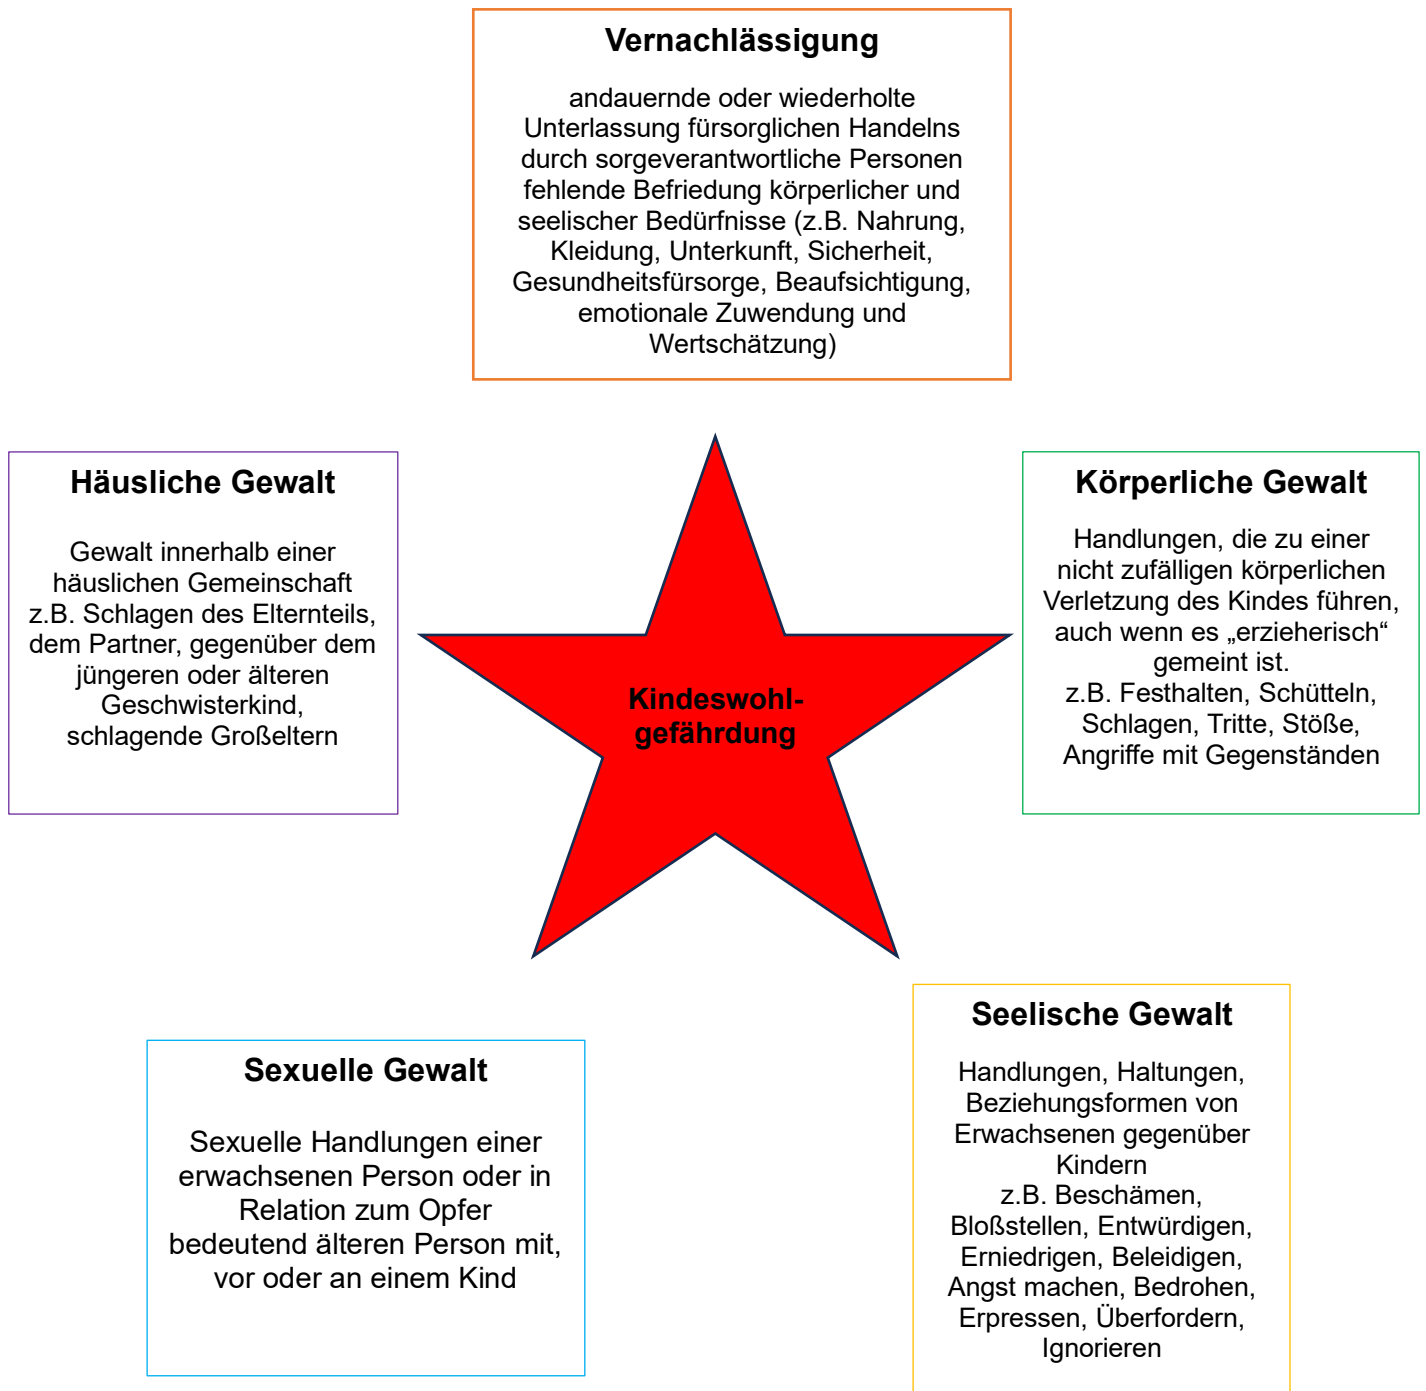 Vernachlässigung
andauernde oder wiederholte
Unterlassung fürsorglichen Handelns
durch sorgeverantwortliche Personen
fehlende Befriedung körperlicher und
seelischer Bedürfnisse (z.B. Nahrung,
Kleidung, Unterkunft, Sicherheit,
Gesundheitsfürsorge, Beaufsichtigung,
emotionale Zuwendung und
Wertschätzung)
Häusliche Gewalt
Gewalt innerhalb einer
häuslichen Gemeinschaft
z.B. Schlagen des Elternteils,
dem Partner, gegenüber dem
jüngeren oder älteren
Geschwisterkind,
schlagende Großeltern
Kindeswohl-
gefährdung
Körperliche Gewalt
Handlungen, die zu einer
nicht zufälligen körperlichen
Verletzung des Kindes führen,
auch wenn es „erzieherisch“
gemeint ist.
z.B. Festhalten, Schütteln,
Schlagen, Tritte, Stöße,
Angriffe mit Gegenständen
Sexuelle Gewalt
Sexuelle Handlungen einer
erwachsenen Person oder in
Relation zum Opfer
bedeutend älteren Person mit,
vor oder an einem Kind
Seelische Gewalt
Handlungen, Haltungen,
Beziehungsformen von
Erwachsenen gegenüber
Kindern
z.B. Beschämen,
Bloßstellen, Entwürdigen,
Erniedrigen, Beleidigen,
Angst machen, Bedrohen,
Erpressen, Überfordern,
Ignorieren